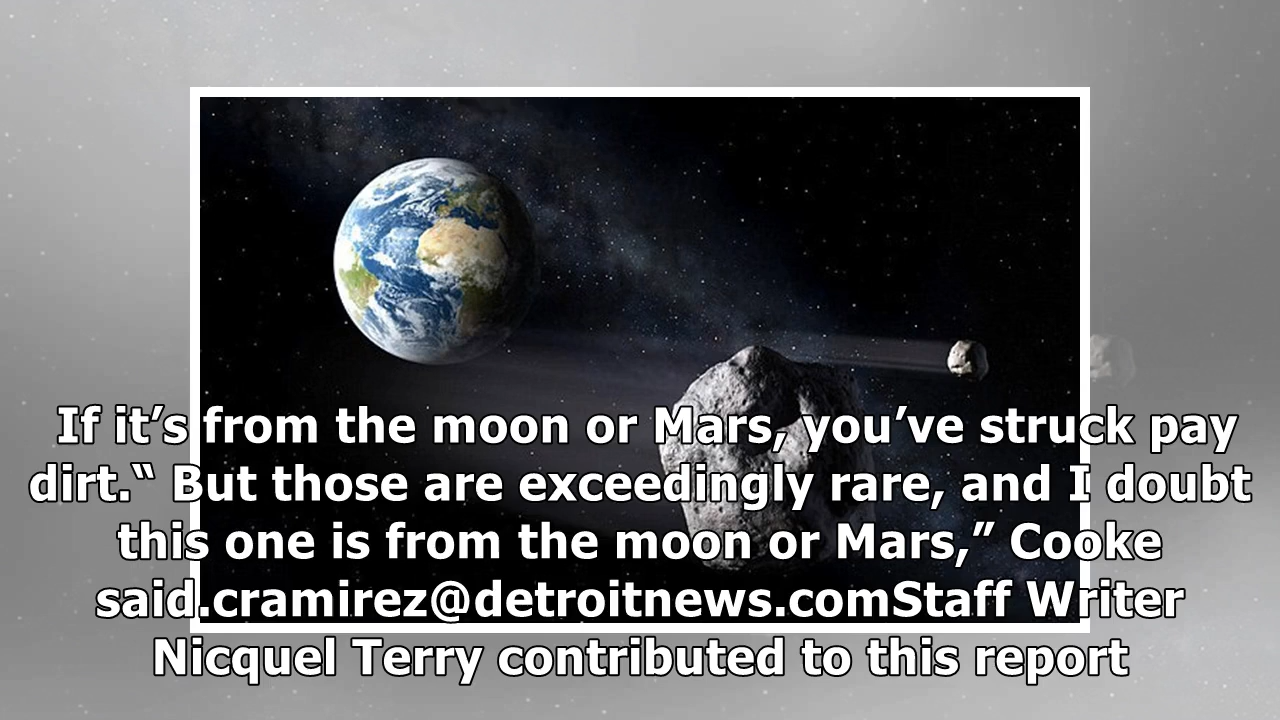 If it’s from the moon or Mars, you’ve struck pay
dirt.“ But those are exceedingly rare, and I doubt
this one is from the moon or Mars,” Cooke
said.cramirez@detroitnews.comStaff Writer
Nicquel Terry contributed to this report